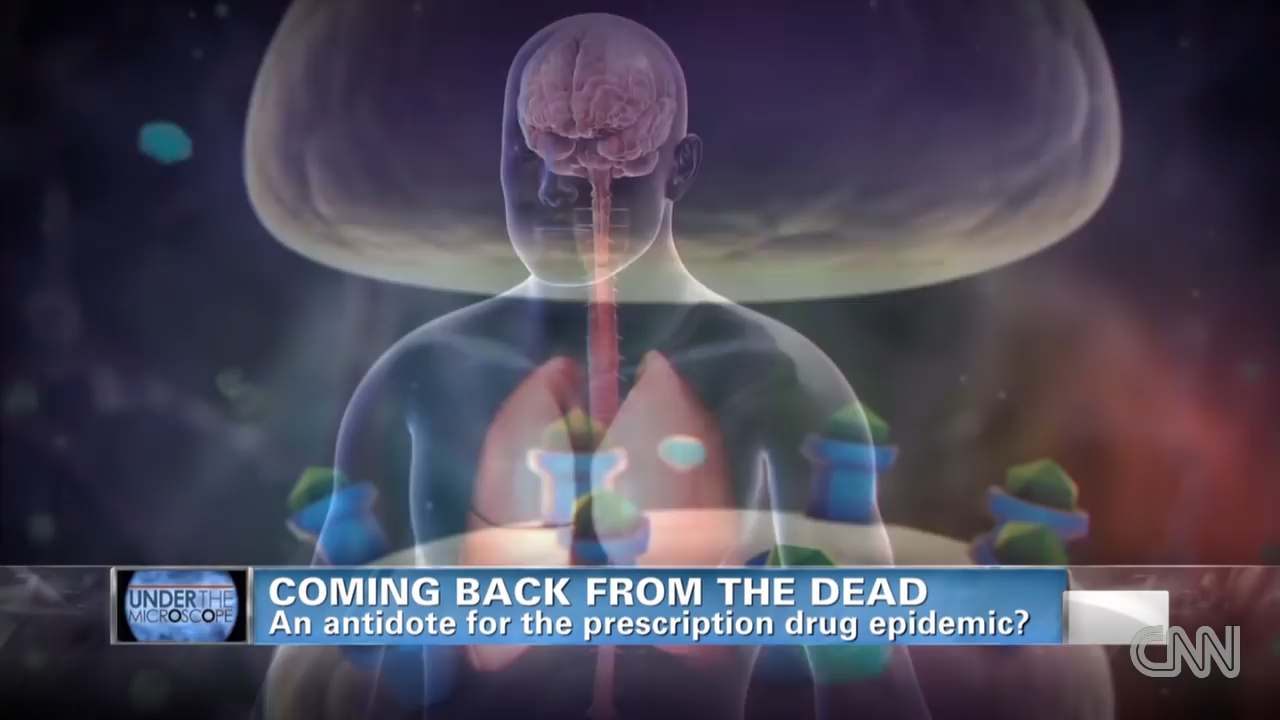 UNDER THE
MICROSCOPE
COMING BACK FROM THE DEAD
An antidote for the prescription drug epidemic?
CNN